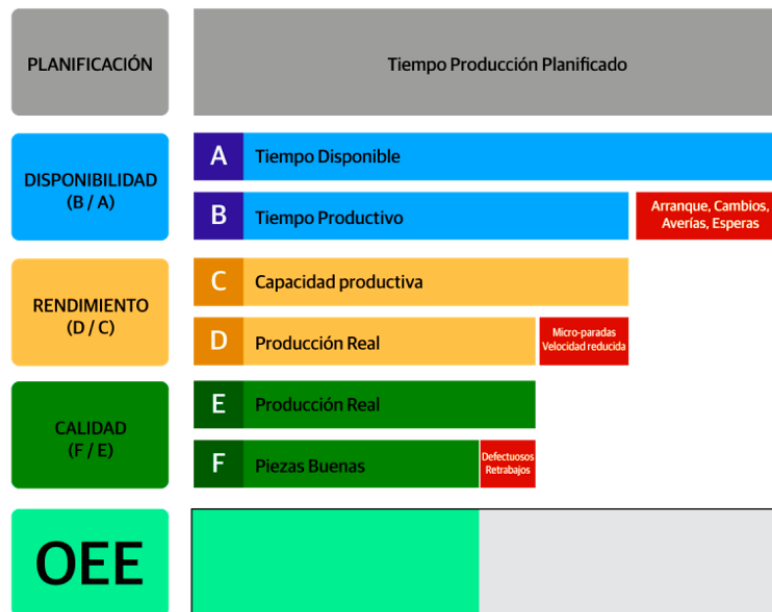 PLANIFICACIÓN
Tiempo Producción Planificado
DISPONIBILIDAD
(B / A)
A
Tiempo Disponible
B
Tiempo Productivo
Arranque, Cambios,
Averías, Esperas
RENDIMIENTO
(D / C)
C
Capacidad productiva
D
Producción Real
Micro-paradas
Velocidad reducida
CALIDAD
(F / E)
E
Producción Real
F
Piezas Buenas
Defectuosos
Retrabajos
OEE